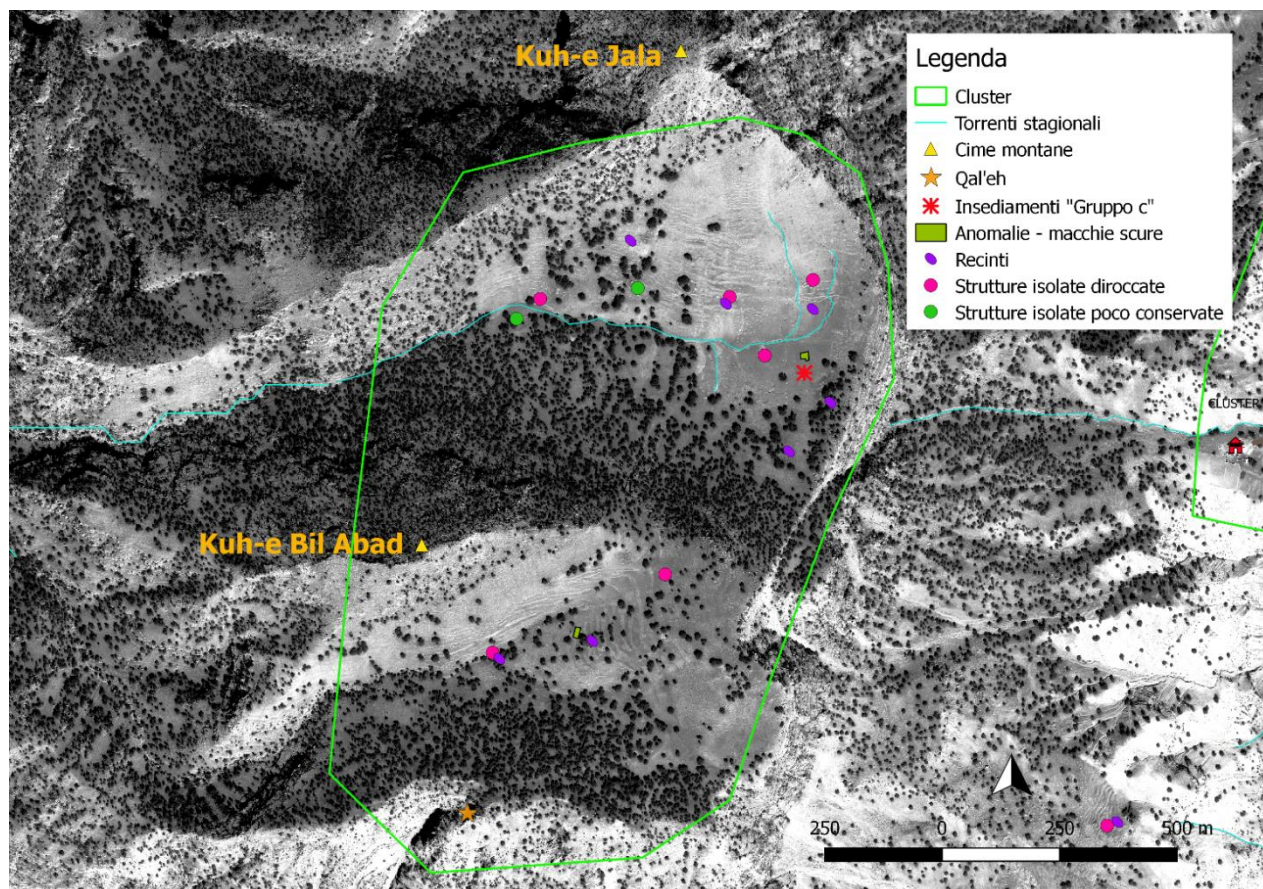 Kuh-e Jala
Legenda
Cluster
Torrenti stagionali
Cime montane
Qal'eh
Insediamenti "Gruppo c"
Anomalie - macchie scure
Recinti
Strutture isolate diroccate
Strutture isolate poco conservate
CLUSTER
Kuh-e Bil Abad
250 0 250 500 m